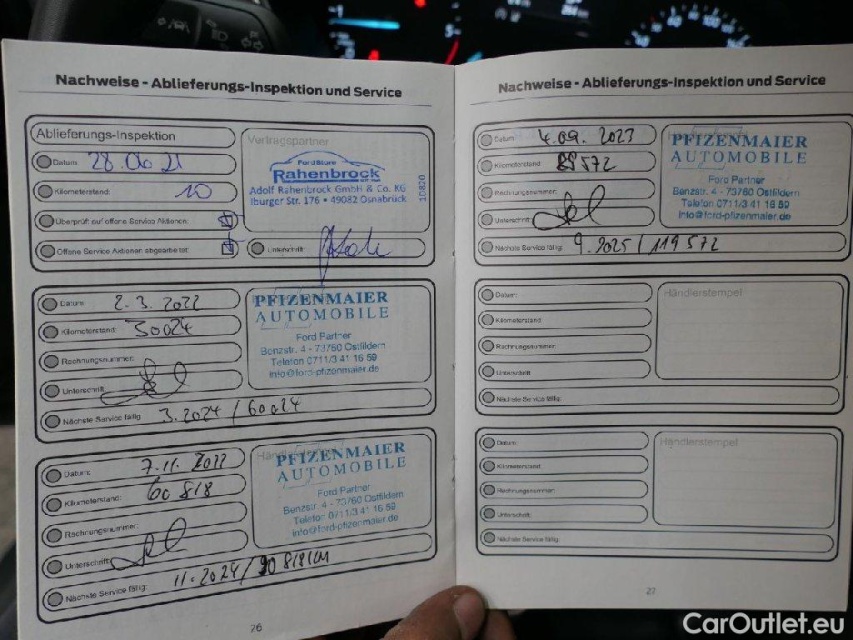 Nachweise - Ablieferungs-Inspektion und Service
Ablieferungs-Inspektion
Datum: 28.06.21
Kilometerstand: 10
Überprüft auf offene Service Aktionen:
Offene Service Aktionen abgearbeitet:
Vertragspartner
FordStore
Rahenbrock
Adolf Rahenbrock GmbH & Co. KG
Iburger Str. 176 • 49082 Osnabrück
10820
Unterschrift:
Datum: 2.3.2022
Kilometerstand: 30024
Rechnungsnummer:
Unterschrift:
Nächste Service fällig: 3.2024 / 60024
PFIZENMAIER
AUTOMOBILE
Ford Partner
Benzstr. 4 - 73760 Ostfildern
Telefon 0711/3 41 16 59
info@ford-pfizenmaier.de
Datum: 7.11.2022
Kilometerstand: 60818
Rechnungsnummer:
Unterschrift:
Nächste Service fällig: 11.2024 / 90818KM
PFIZENMAIER
AUTOMOBILE
Ford Partner
Benzstr. 4 - 73760 Ostfildern
Telefon 0711/3 41 16 59
info@ford-pfizenmaier.de
26
Nachweise - Ablieferungs-Inspektion und Service
Datum: 4.09.2023
Kilometerstand: 89572
Rechnungsnummer:
Unterschrift:
Nächste Service fällig: 9.2025 / 119572
PFIZENMAIER
AUTOMOBILE
Ford Partner
Benzstr. 4 - 73760 Ostfildern
Telefon 0711/3 41 16 59
info@ford-pfizenmaier.de
Datum:
Kilometerstand:
Rechnungsnummer:
Unterschrift:
Nächste Service fällig:
Händlerstempel
Datum:
Kilometerstand:
Rechnungsnummer:
Unterschrift:
Nächste Service fällig:
Händlerstempel
27
CarOutlet.eu